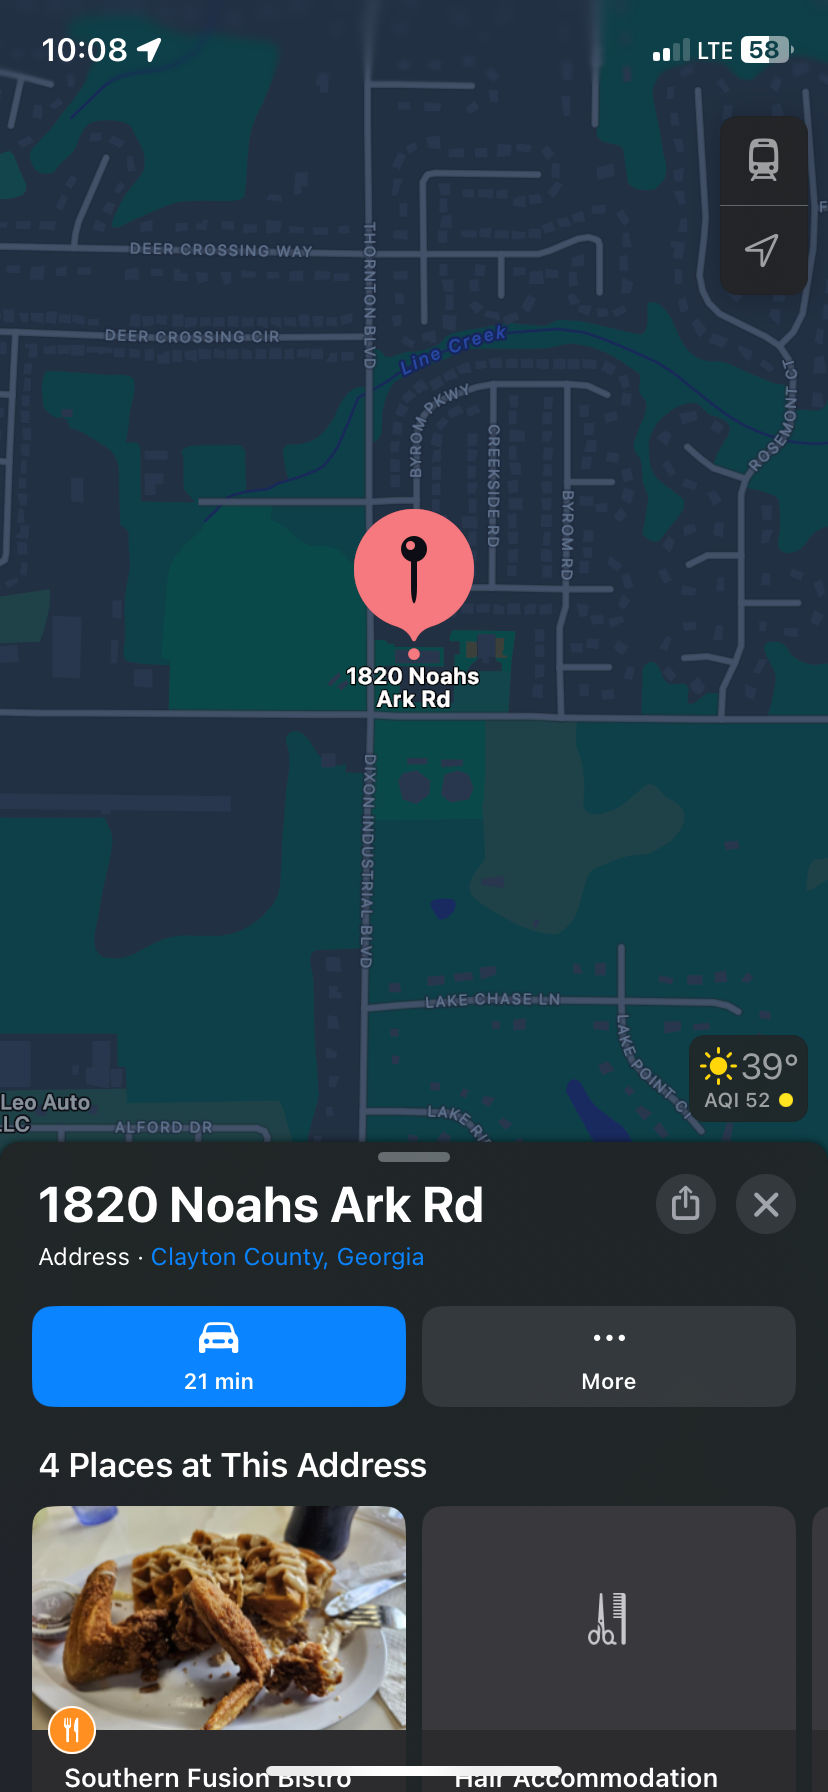 10:08
LTE 58
DEER CROSSING WAY
THORNTON BLVD
DEER CROSSING CIR
Line Creek
BYRON PKWY
CREEKSIDE RD
BYROM RD
ROSEMONT CT
1820 Noahs
Ark Rd
DIXON INDUSTRIAL BLVD
LAKE CHASE LN
LAKE POINT C
39°
AQI 52
Leo Auto
LLC
ALFORD DR
LAKE RI
1820 Noahs Ark Rd
Address · Clayton County, Georgia
21 min
More
4 Places at This Address
Southern Fusion Bistro
Hair Accommodation